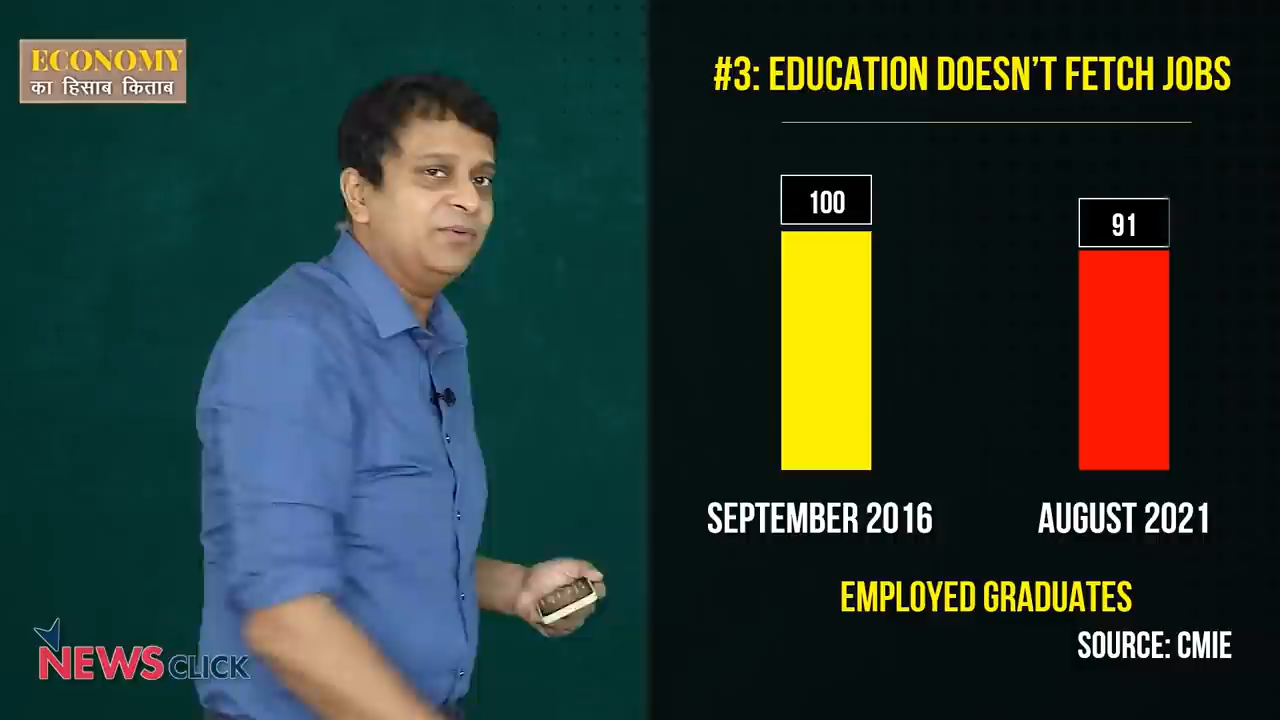 ECONOMY
का हिसाब किताब
#3: EDUCATION DOESN'T FETCH JOBS
100
91
SEPTEMBER 2016
AUGUST 2021
EMPLOYED GRADUATES
SOURCE: CMIE
NEWSCLICK